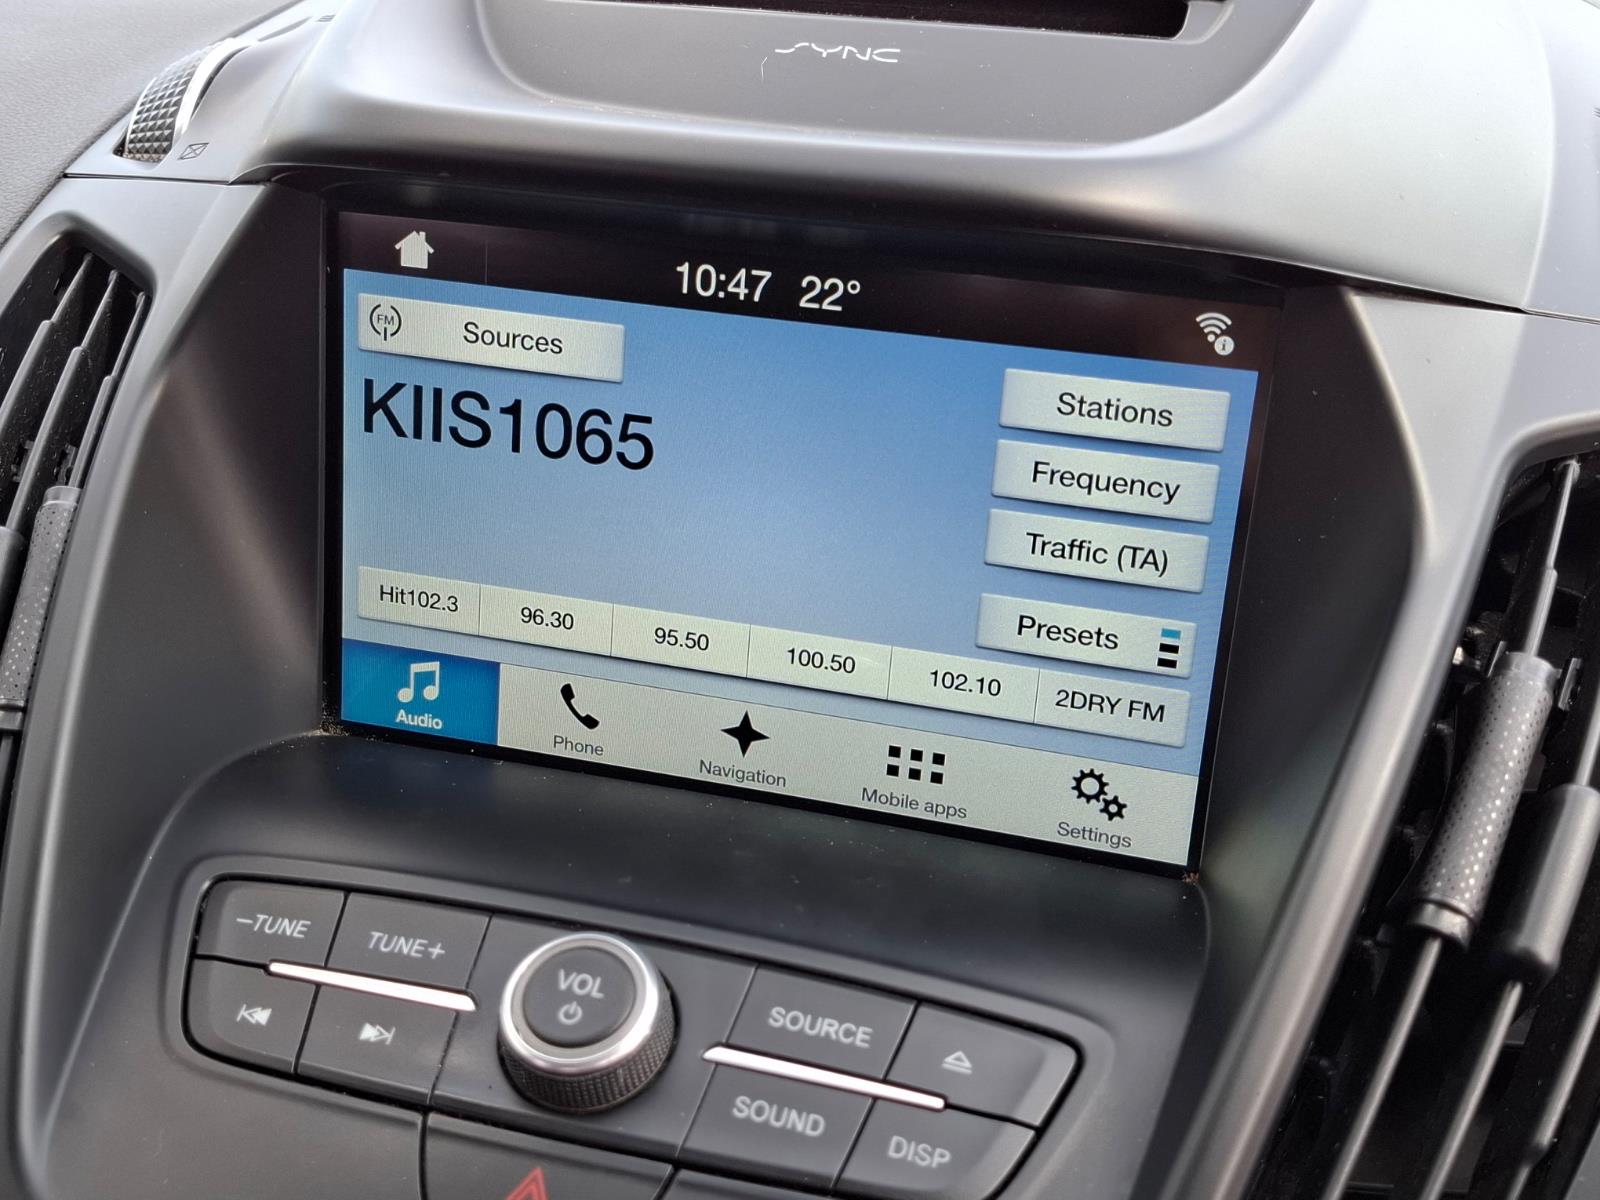 SYNC
10:47 22°
FM Sources
KIIS1065
Stations
Frequency
Traffic (TA)
Presets
Hit102.3 96.30 95.50 100.50 102.10 2DRY FM
Audio Phone Navigation Mobile apps Settings
–TUNE TUNE+
VOL
SOURCE
SOUND
DISP